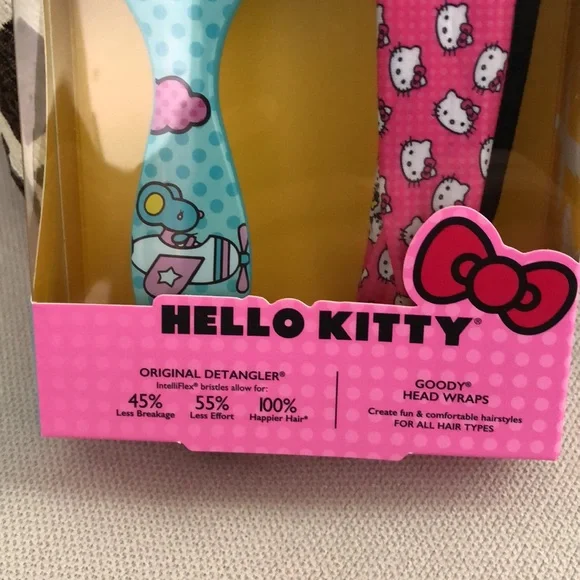 HELLO KITTY®
ORIGINAL DETANGLER®
IntelliFlex® bristles allow for:
45% 55% 100%
Less Breakage Less Effort Happier Hair*
GOODY®
HEAD WRAPS
Create fun & comfortable hairstyles
FOR ALL HAIR TYPES